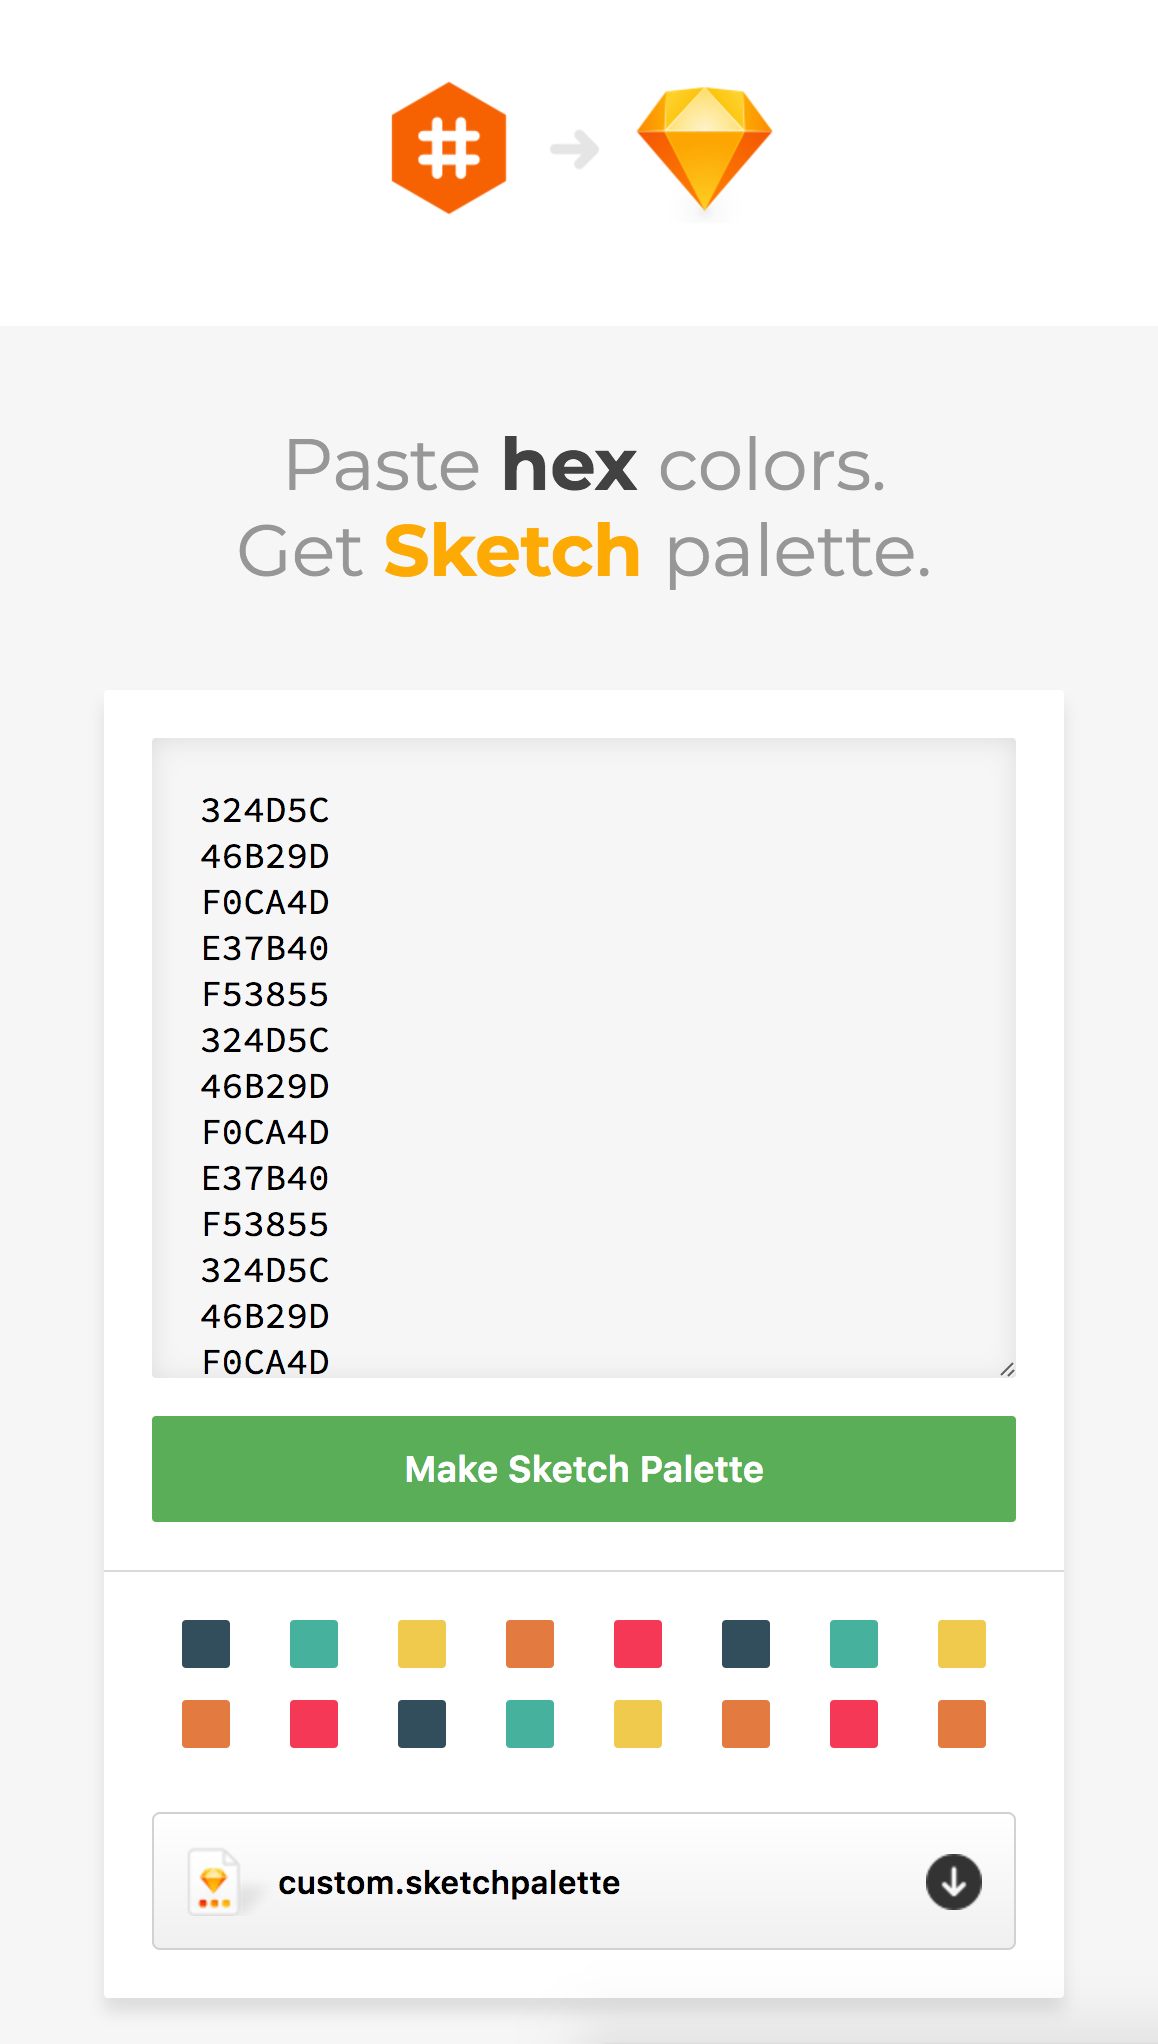 #
Paste hex colors.
Get Sketch palette.
324D5C
46B29D
F0CA4D
E37B40
F53855
324D5C
46B29D
F0CA4D
E37B40
F53855
324D5C
46B29D
F0CA4D
Make Sketch Palette
custom.sketchpalette